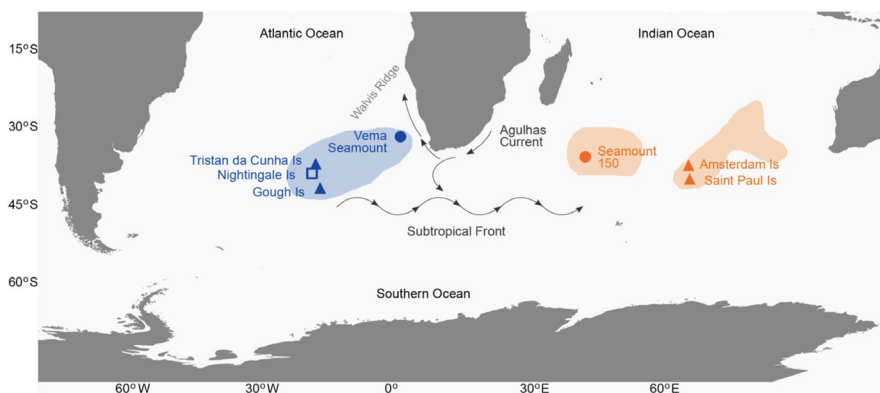 Atlantic Ocean
Indian Ocean
15°S
30°S
45°S
60°S
Walvis Ridge
Vema
Seamount
Agulhas
Current
Seamount
150
Tristan da Cunha Is
Nightingale Is
Gough Is
Amsterdam Is
Saint Paul Is
Subtropical Front
Southern Ocean
60°W
30°W
0°
30°E
60°E